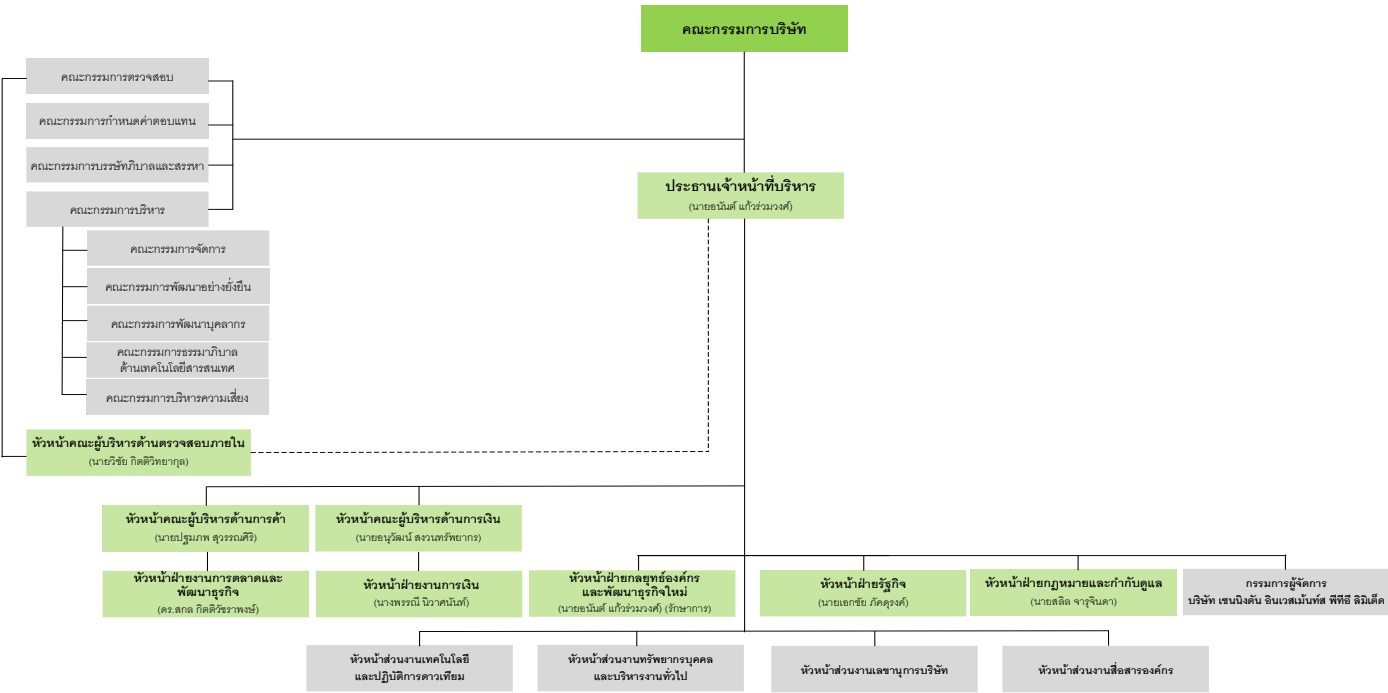 คณะกรรมการบริษัท
คณะกรรมการตรวจสอบ
คณะกรรมการกำหนดค่าตอบแทน
คณะกรรมการบรรษัทภิบาลและสรรหา
คณะกรรมการบริหาร
ประธานเจ้าหน้าที่บริหาร
(นายอนันต์ แก้วร่วมวงศ์)
คณะกรรมการจัดการ
คณะกรรมการพัฒนาอย่างยั่งยืน
คณะกรรมการพัฒนาบุคลากร
คณะกรรมการธรรมาภิบาล
ด้านเทคโนโลยีสารสนเทศ
คณะกรรมการบริหารความเสี่ยง
หัวหน้าคณะผู้บริหารด้านตรวจสอบภายใน
(นายวิชัย กิตติวิทยากุล)
หัวหน้าคณะผู้บริหารด้านการค้า
(นายปฐมภพ สุวรรณศิริ)
หัวหน้าคณะผู้บริหารด้านการเงิน
(นายอนุวัฒน์ สงวนทรัพยากร)
หัวหน้าฝ่ายงานการตลาดและ
พัฒนาธุรกิจ
(ดร.สกล กิตติวัชราพงษ์)
หัวหน้าฝ่ายงานการเงิน
(นางพรรณี นิวาศนันท์)
หัวหน้าฝ่ายกลยุทธ์องค์กร
และพัฒนาธุรกิจใหม่
(นายอนันต์ แก้วร่วมวงศ์) (รักษาการ)
หัวหน้าฝ่ายรัฐกิจ
(นายเอกชัย ภัคดุรงค์)
หัวหน้าฝ่ายกฎหมายและกำกับดูแล
(นายสลิล จารุจินดา)
กรรมการผู้จัดการ
บริษัท เชนนิงตัน อินเวสเม้นท์ส พีทีอี ลิมิเต็ด
หัวหน้าส่วนงานเทคโนโลยี
และปฏิบัติการดาวเทียม
หัวหน้าส่วนงานทรัพยากรบุคคล
และบริหารงานทั่วไป
หัวหน้าส่วนงานเลขานุการบริษัท
หัวหน้าส่วนงานสื่อสารองค์กร